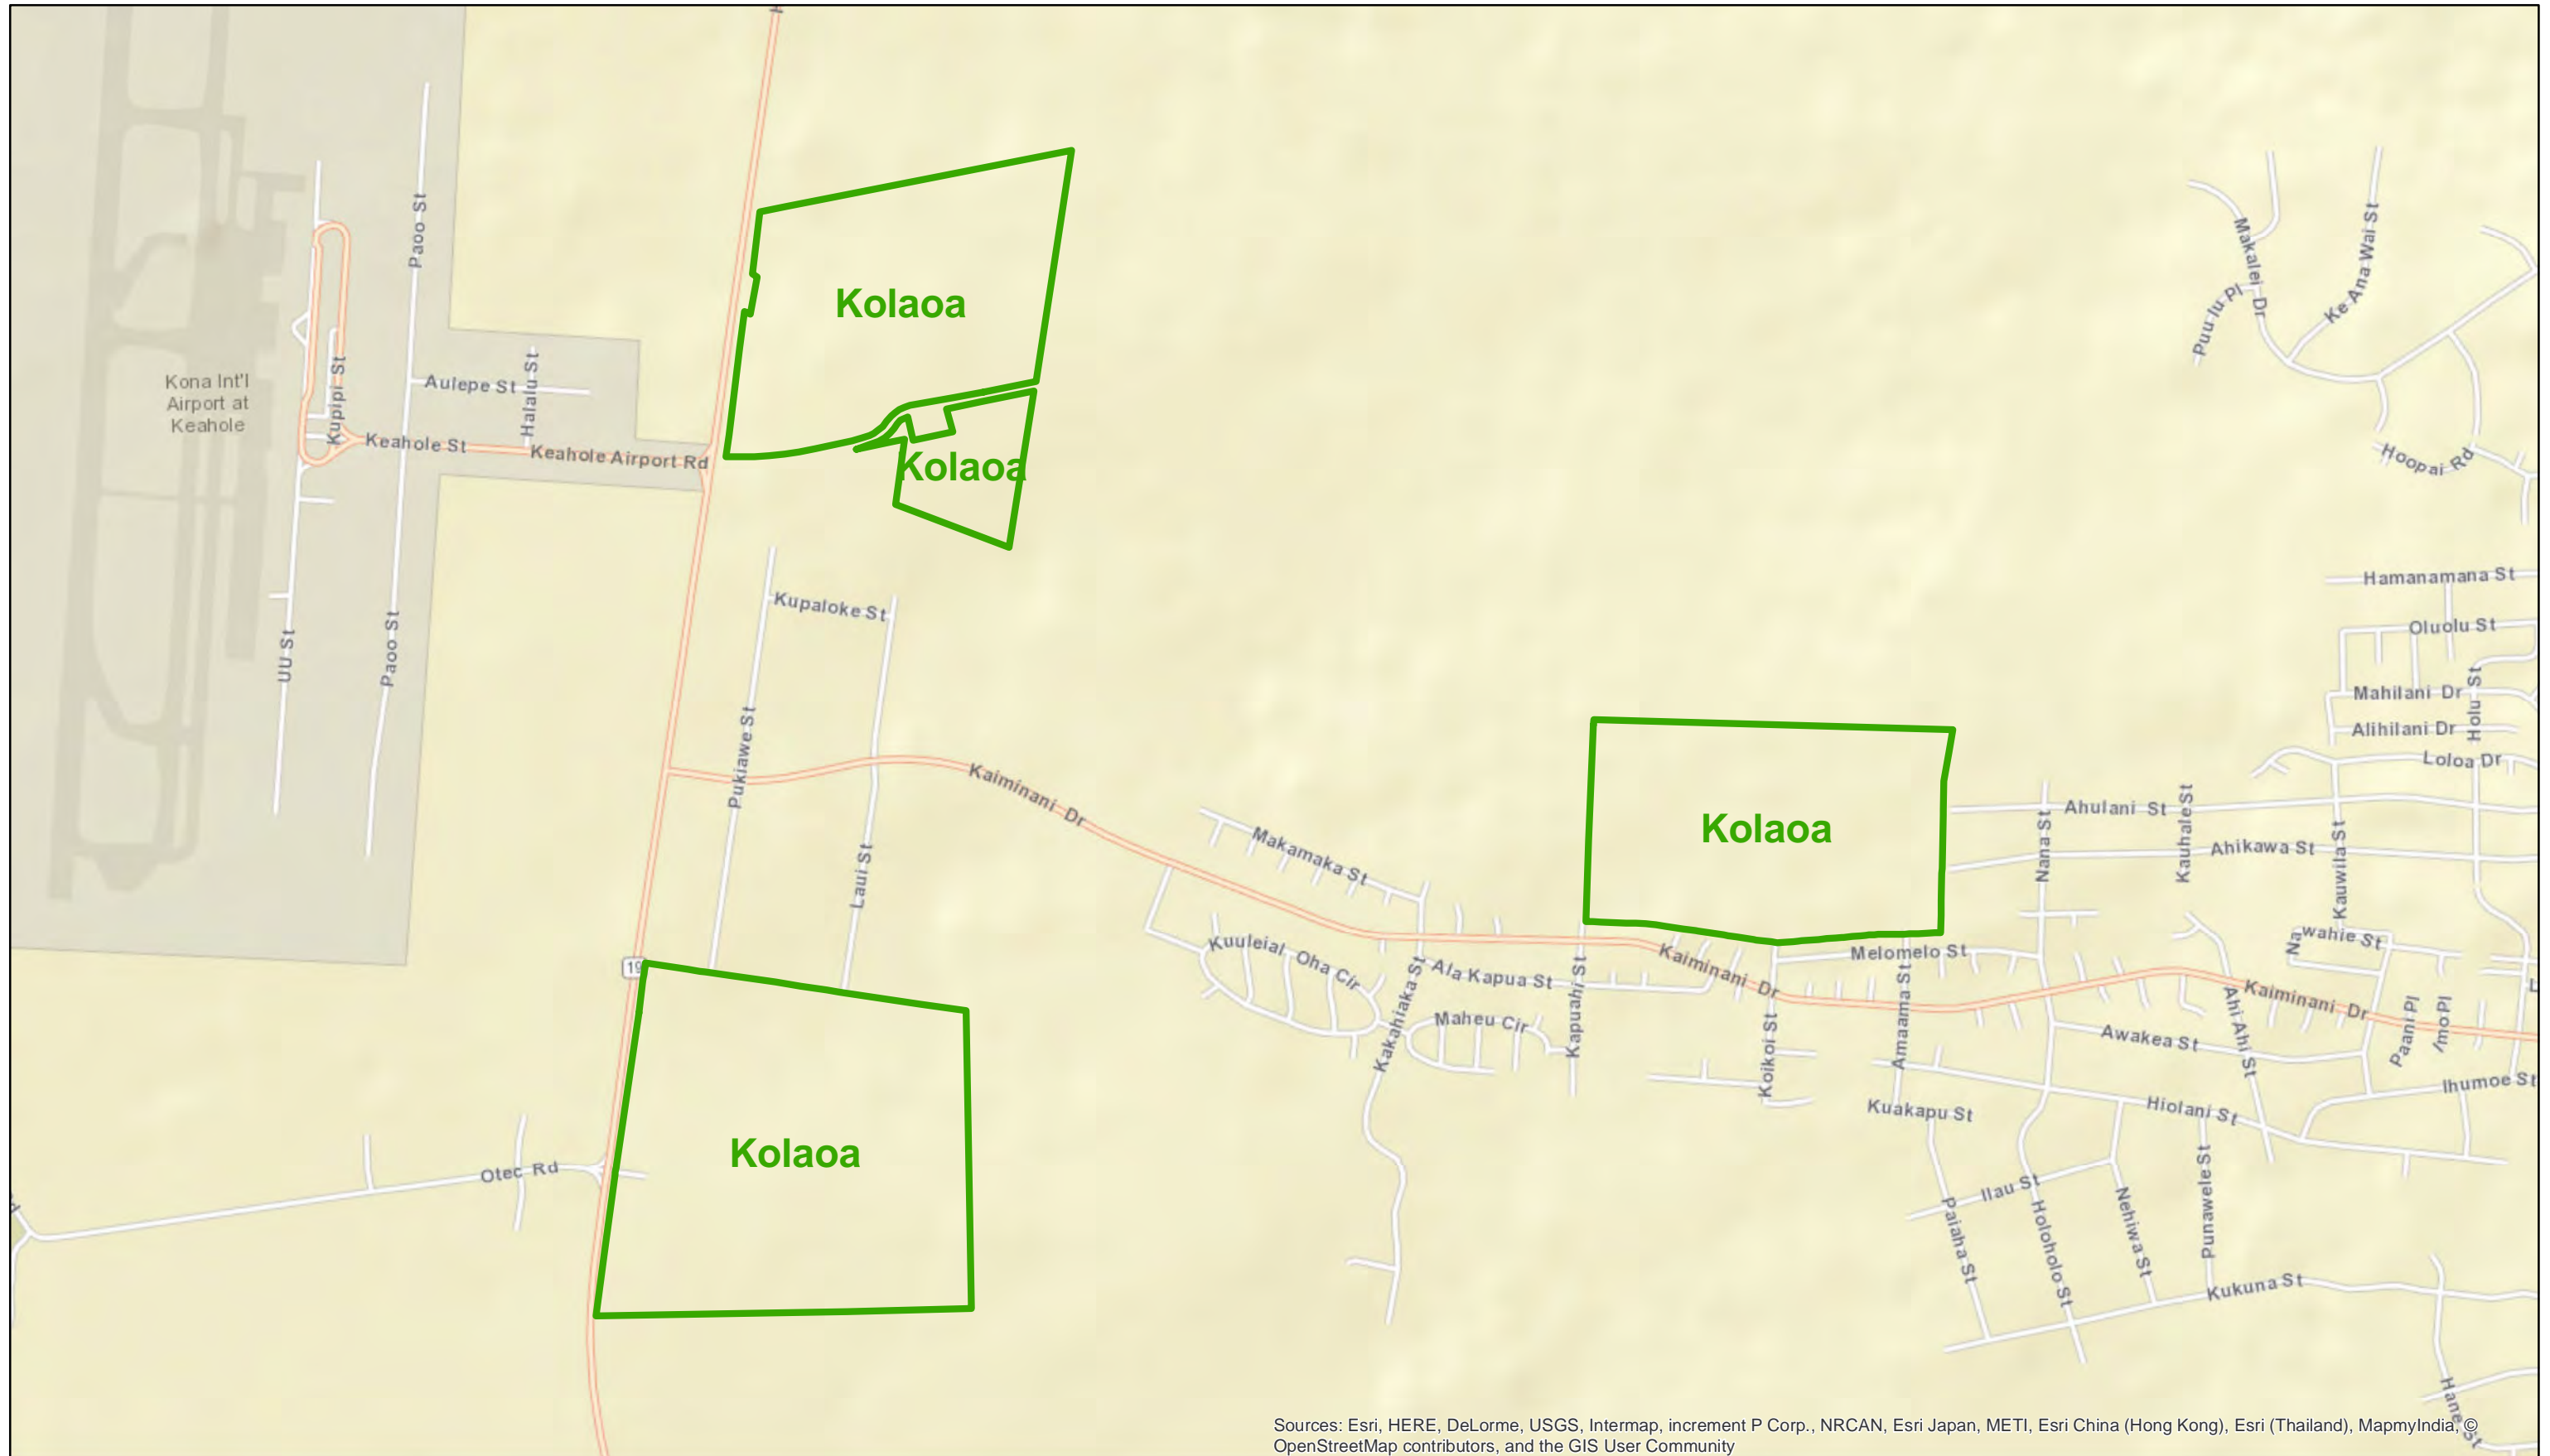 Kolaoa
Kolaoa
Kolaoa
Kolaoa
Kona Int'l
Airport at
Keahole
Paoo St
Kupipi St
Aulepe St
Halalu St
Keahole St
Keahole Airport Rd
UU St
Paoo St
Kupaloke St
Pukiawe St
Laui St
Kaiminani Dr
19
Otec Rd
Makamaka St
Kuuleialoha Cir
Ala Kapua St
Maheu Cir
Kakahiaka St
Kapuahi St
Kaiminani Dr
Koikoi St
Melomelo St
Amaama St
Kuakapu St
Makalei Dr
Puu Iu Pl
Ke Ana Wai St
Hoopai Rd
Hamanamana St
Oluolu St
Mahilani Dr
Holu St
Alihilani Dr
Loloa Dr
Ahulani St
Nana St
Kauhale St
Ahikawa St
Kauwila St
Nawahie St
Kaiminani Dr
Ahi Ahi St
Awakea St
Paani Pl
Imo Pl
Ihumoe St
Hiolani St
Ilau St
Paiaha St
Holoholo St
Nehiwa St
Punawele St
Kukuna St
Hane St
Sources: Esri, HERE, DeLorme, USGS, Intermap, increment P Corp., NRCAN, Esri Japan, METI, Esri China (Hong Kong), Esri (Thailand), MapmyIndia, ©
OpenStreetMap contributors, and the GIS User Community